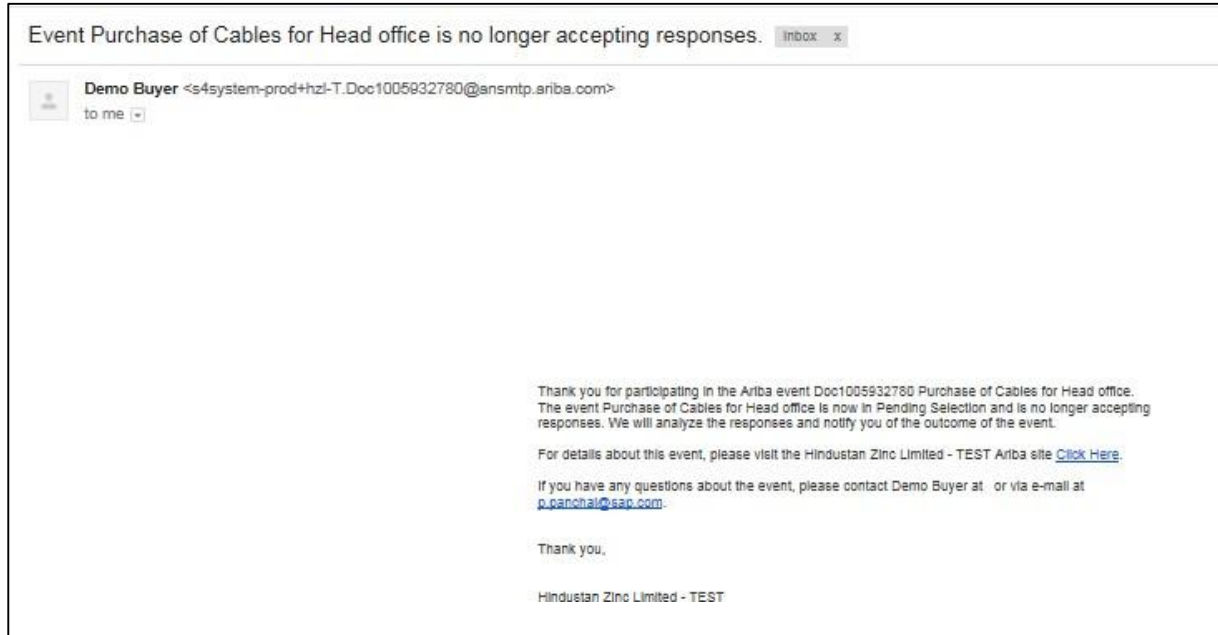 Event Purchase of Cables for Head office is no longer accepting responses. Inbox x
Demo Buyer <s4system-prod+hzl-T.Doc1005932780@ansmtp.ariba.com>
to me
Thank you for participating in the Ariba event Doc1005932780 Purchase of Cables for Head office.
The event Purchase of Cables for Head office is now in Pending Selection and is no longer accepting
responses. We will analyze the responses and notify you of the outcome of the event.
For details about this event, please visit the Hindustan Zinc Limited - TEST Ariba site Click Here.
If you have any questions about the event, please contact Demo Buyer at or via e-mail at
p.panchal@sap.com.
Thank you,
Hindustan Zinc Limited - TEST